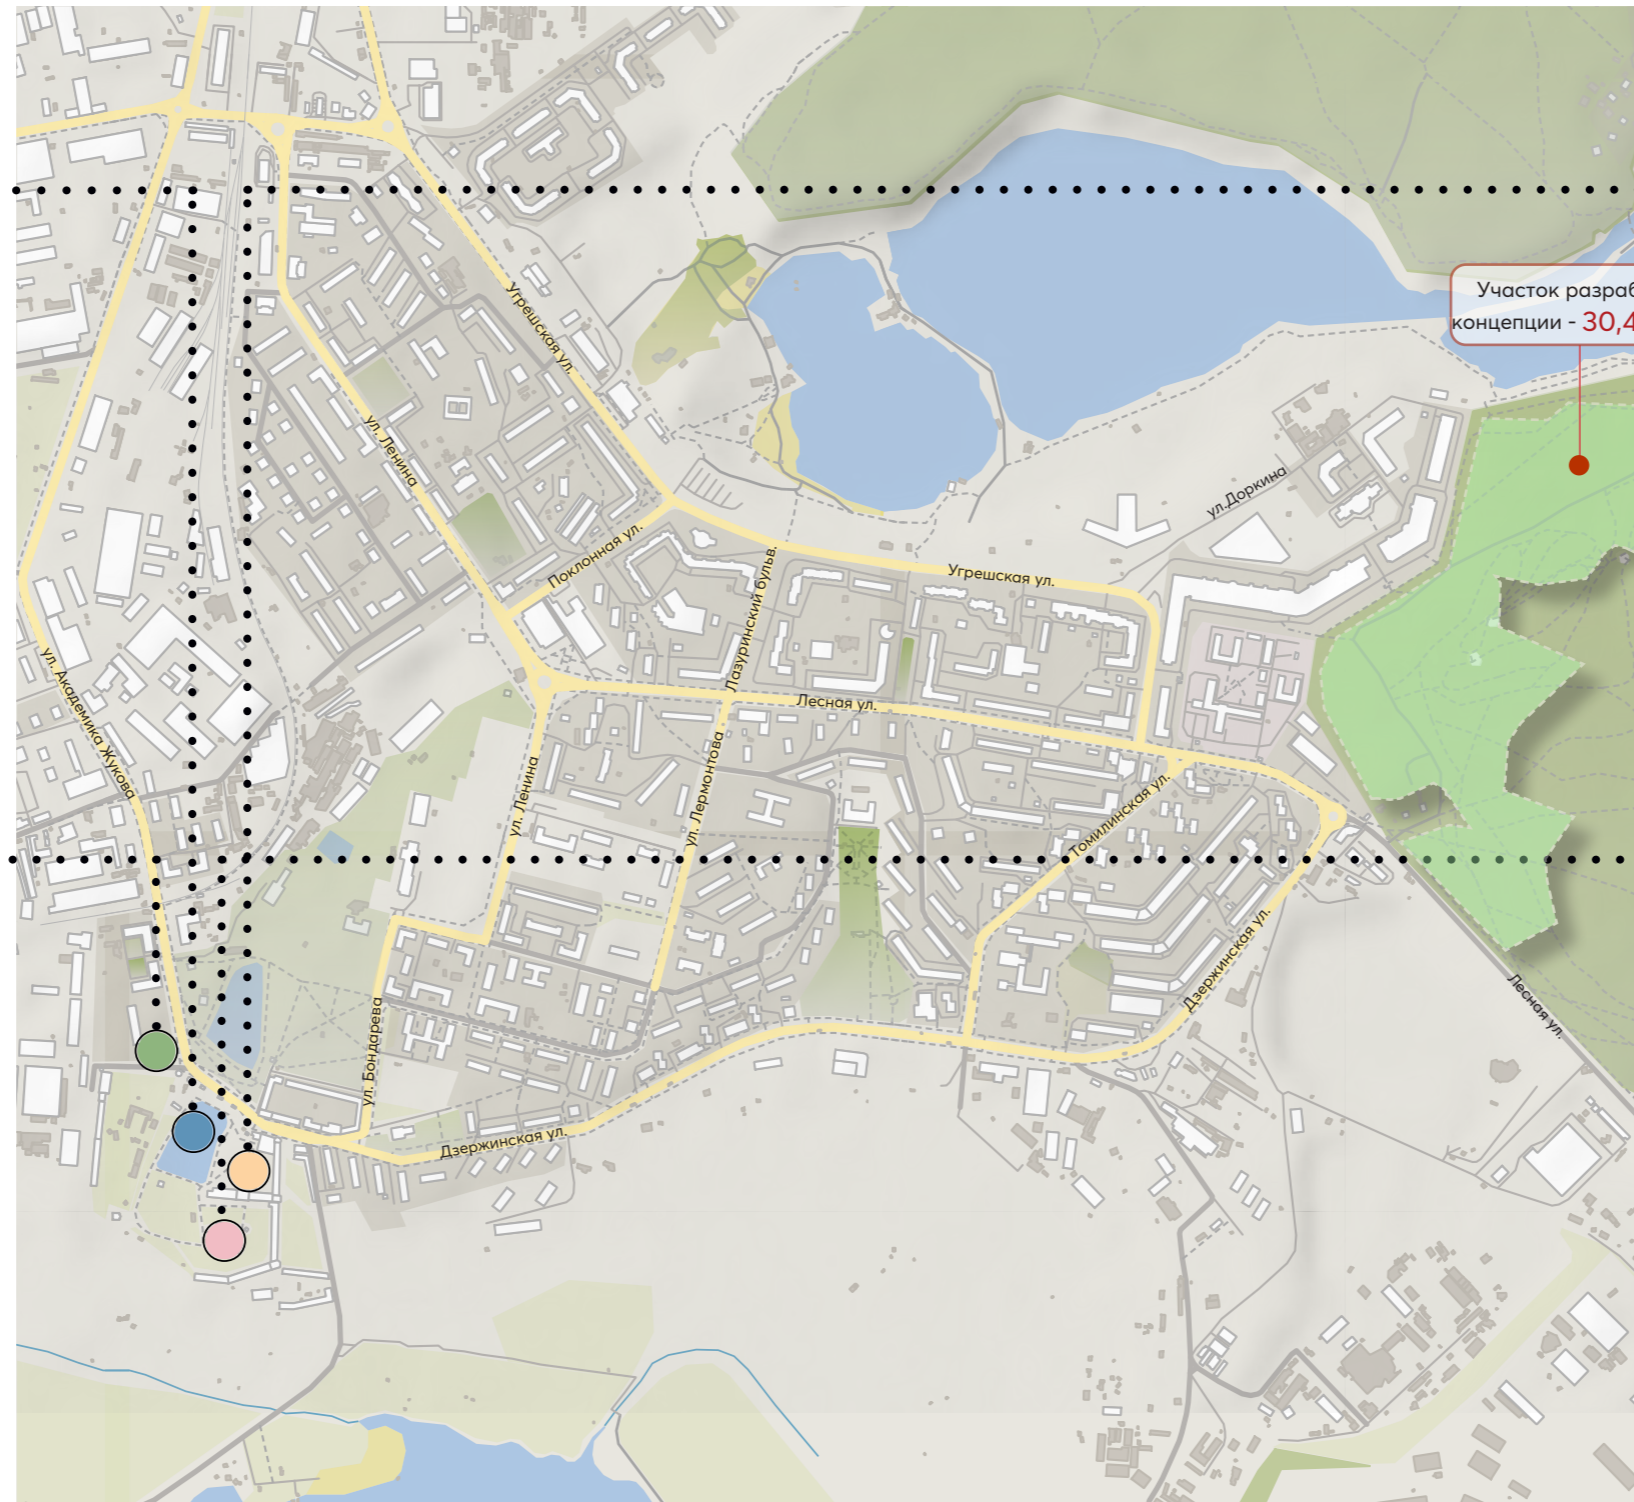 Участок разраб
концепции - 30,4
Угрешская ул.
ул. Ленина
ул.Доркина
Поклонная ул.
Лазуринский бульв.
Угрешская ул.
ул. Академика Жукова
Лесная ул.
ул. Ленина
ул. Лермонтова
Томилинская ул.
Дзержинская ул.
Лесная ул.
ул. Бондарева
Дзержинская ул.